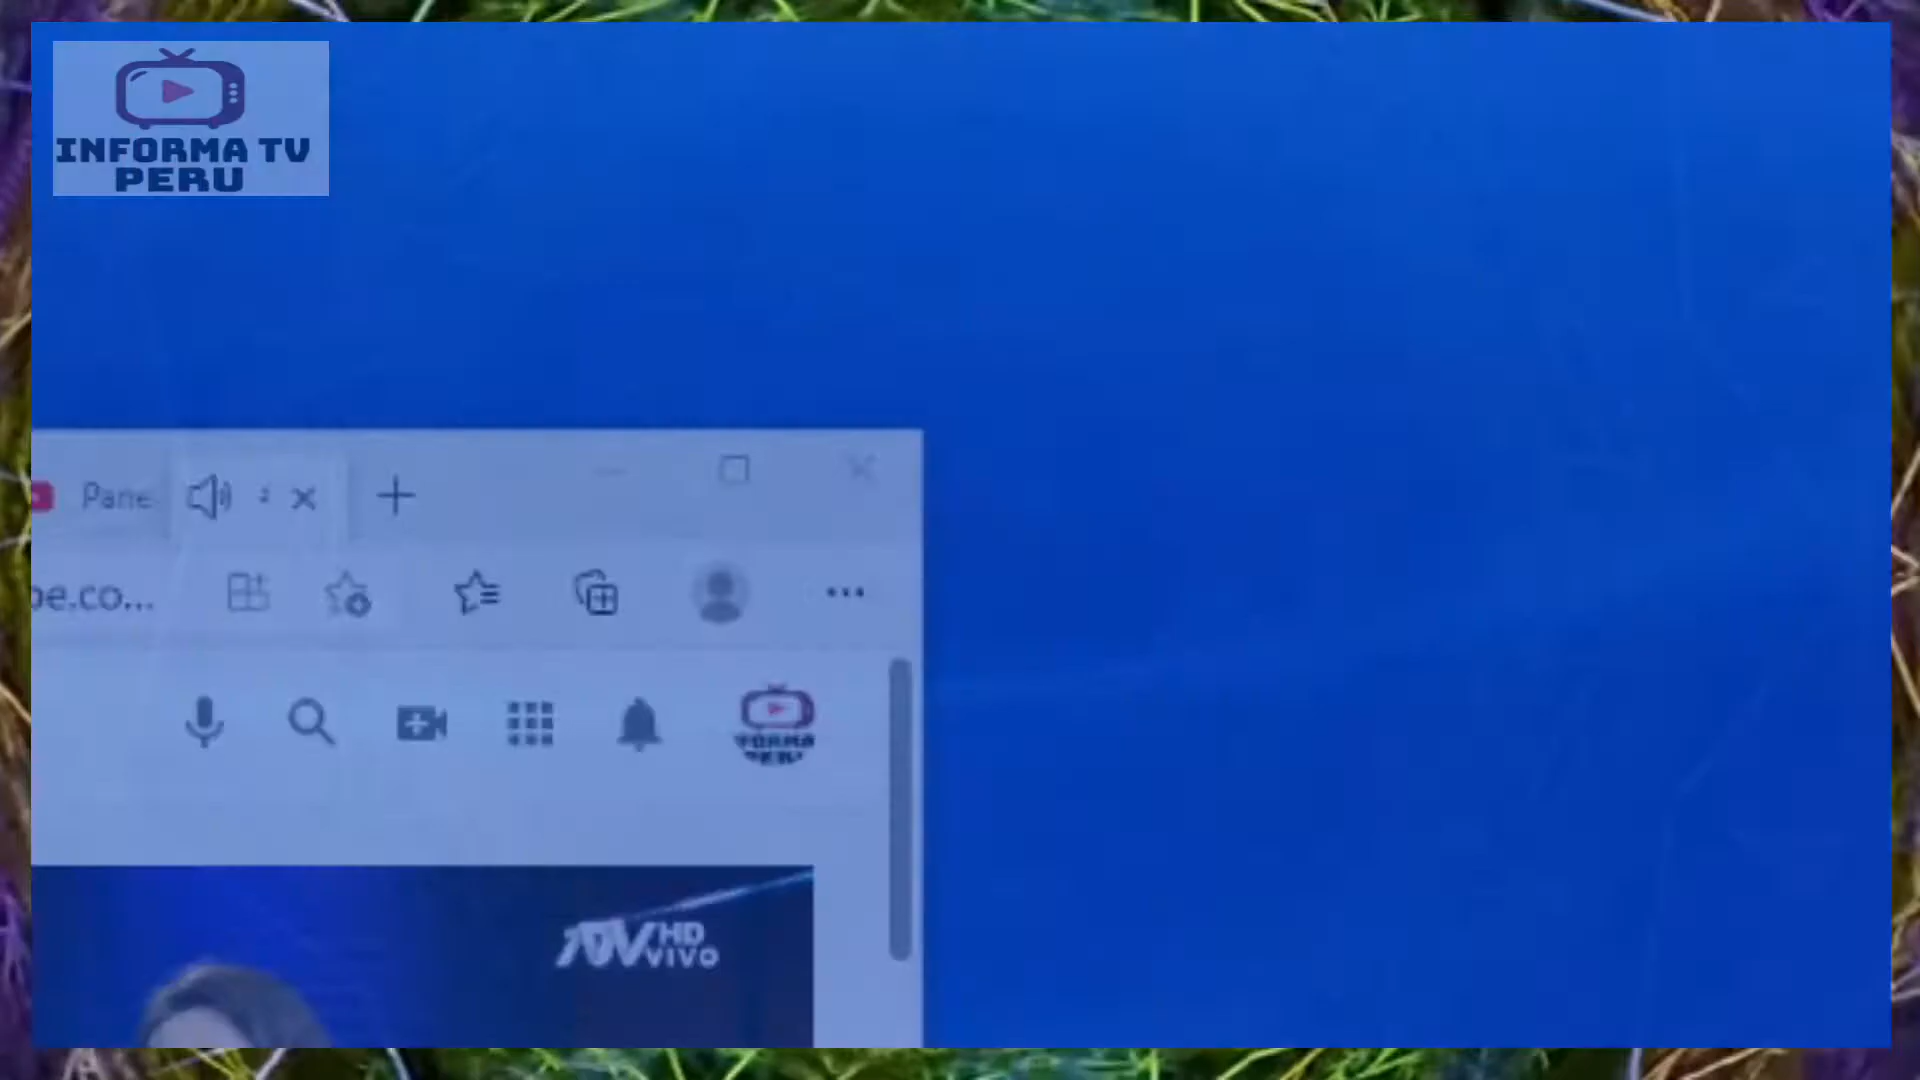 INFORMA TV
PERU
Pane
be.co...
ATV HD
VIVO